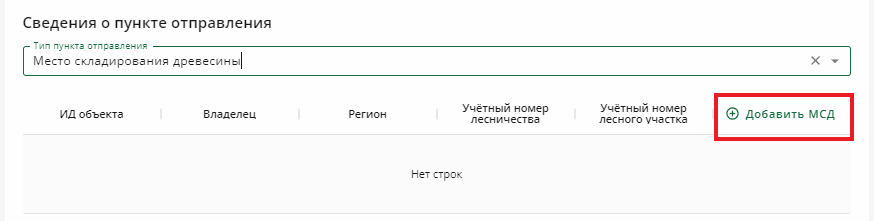 Сведения о пункте отправления
Тип пункта отправления
Место складирования древесины
ИД объекта
Владелец
Регион
Учётный номер
лесничества
Учётный номер
лесного участка
Добавить МСД
Нет строк